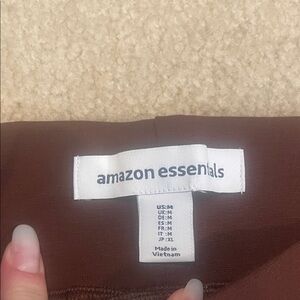 amazon essentials
US:M
UK:M
DE:M
ES:M
FR:M
IT :M
JP:XL
Made in
Vietnam